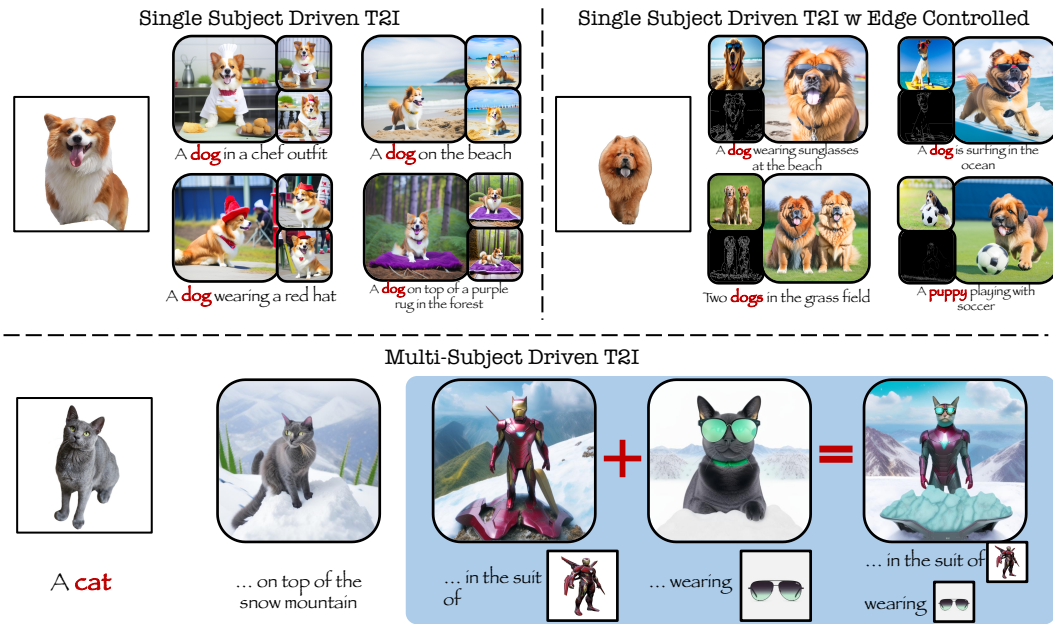 Single Subject Driven T2I
A dog in a chef outfit
A dog on the beach
A dog wearing a red hat
A dog on top of a purple
rug in the forest
Single Subject Driven T2I w Edge Controlled
A dog wearing sunglasses
at the beach
A dog is surfing in the
ocean
Two dogs in the grass field
A puppy playing with
soccer
Multi-Subject Driven T2I
A cat
... on top of the
snow mountain
... in the suit
of
+
... wearing
=
... in the suit of
wearing